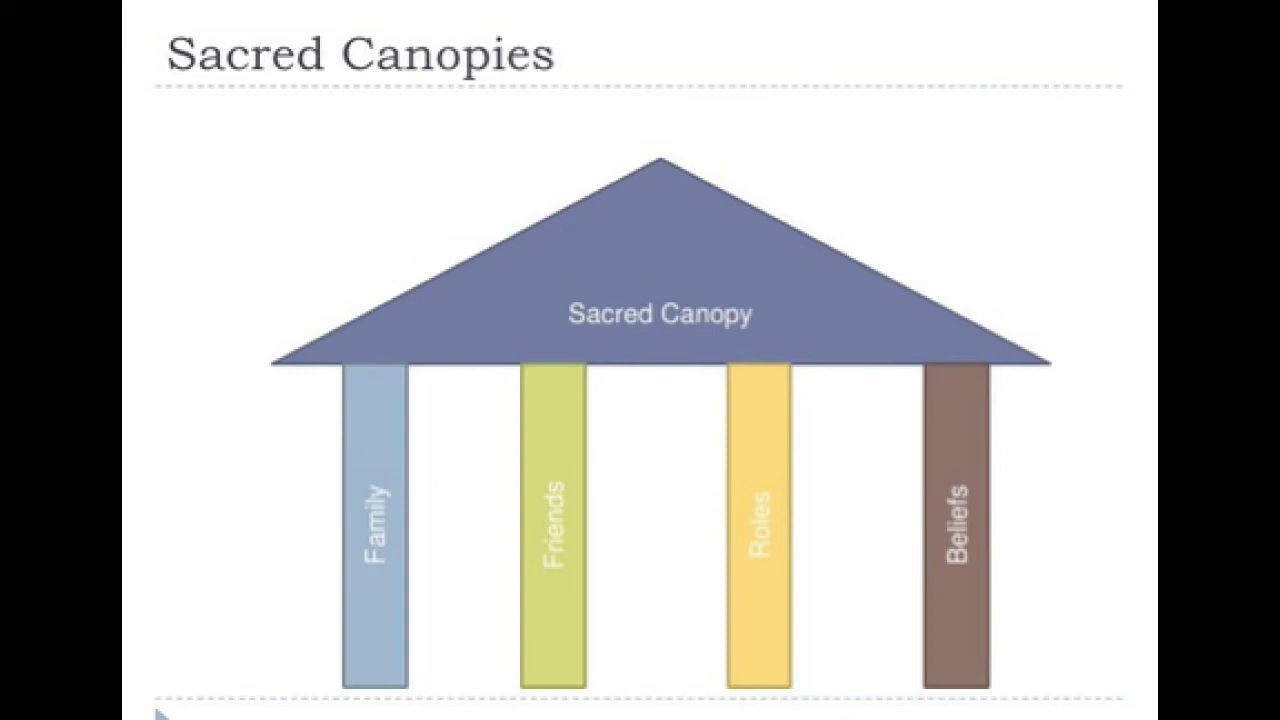 Sacred Canopies
Sacred Canopy
Family
Friends
Roles
Beliefs